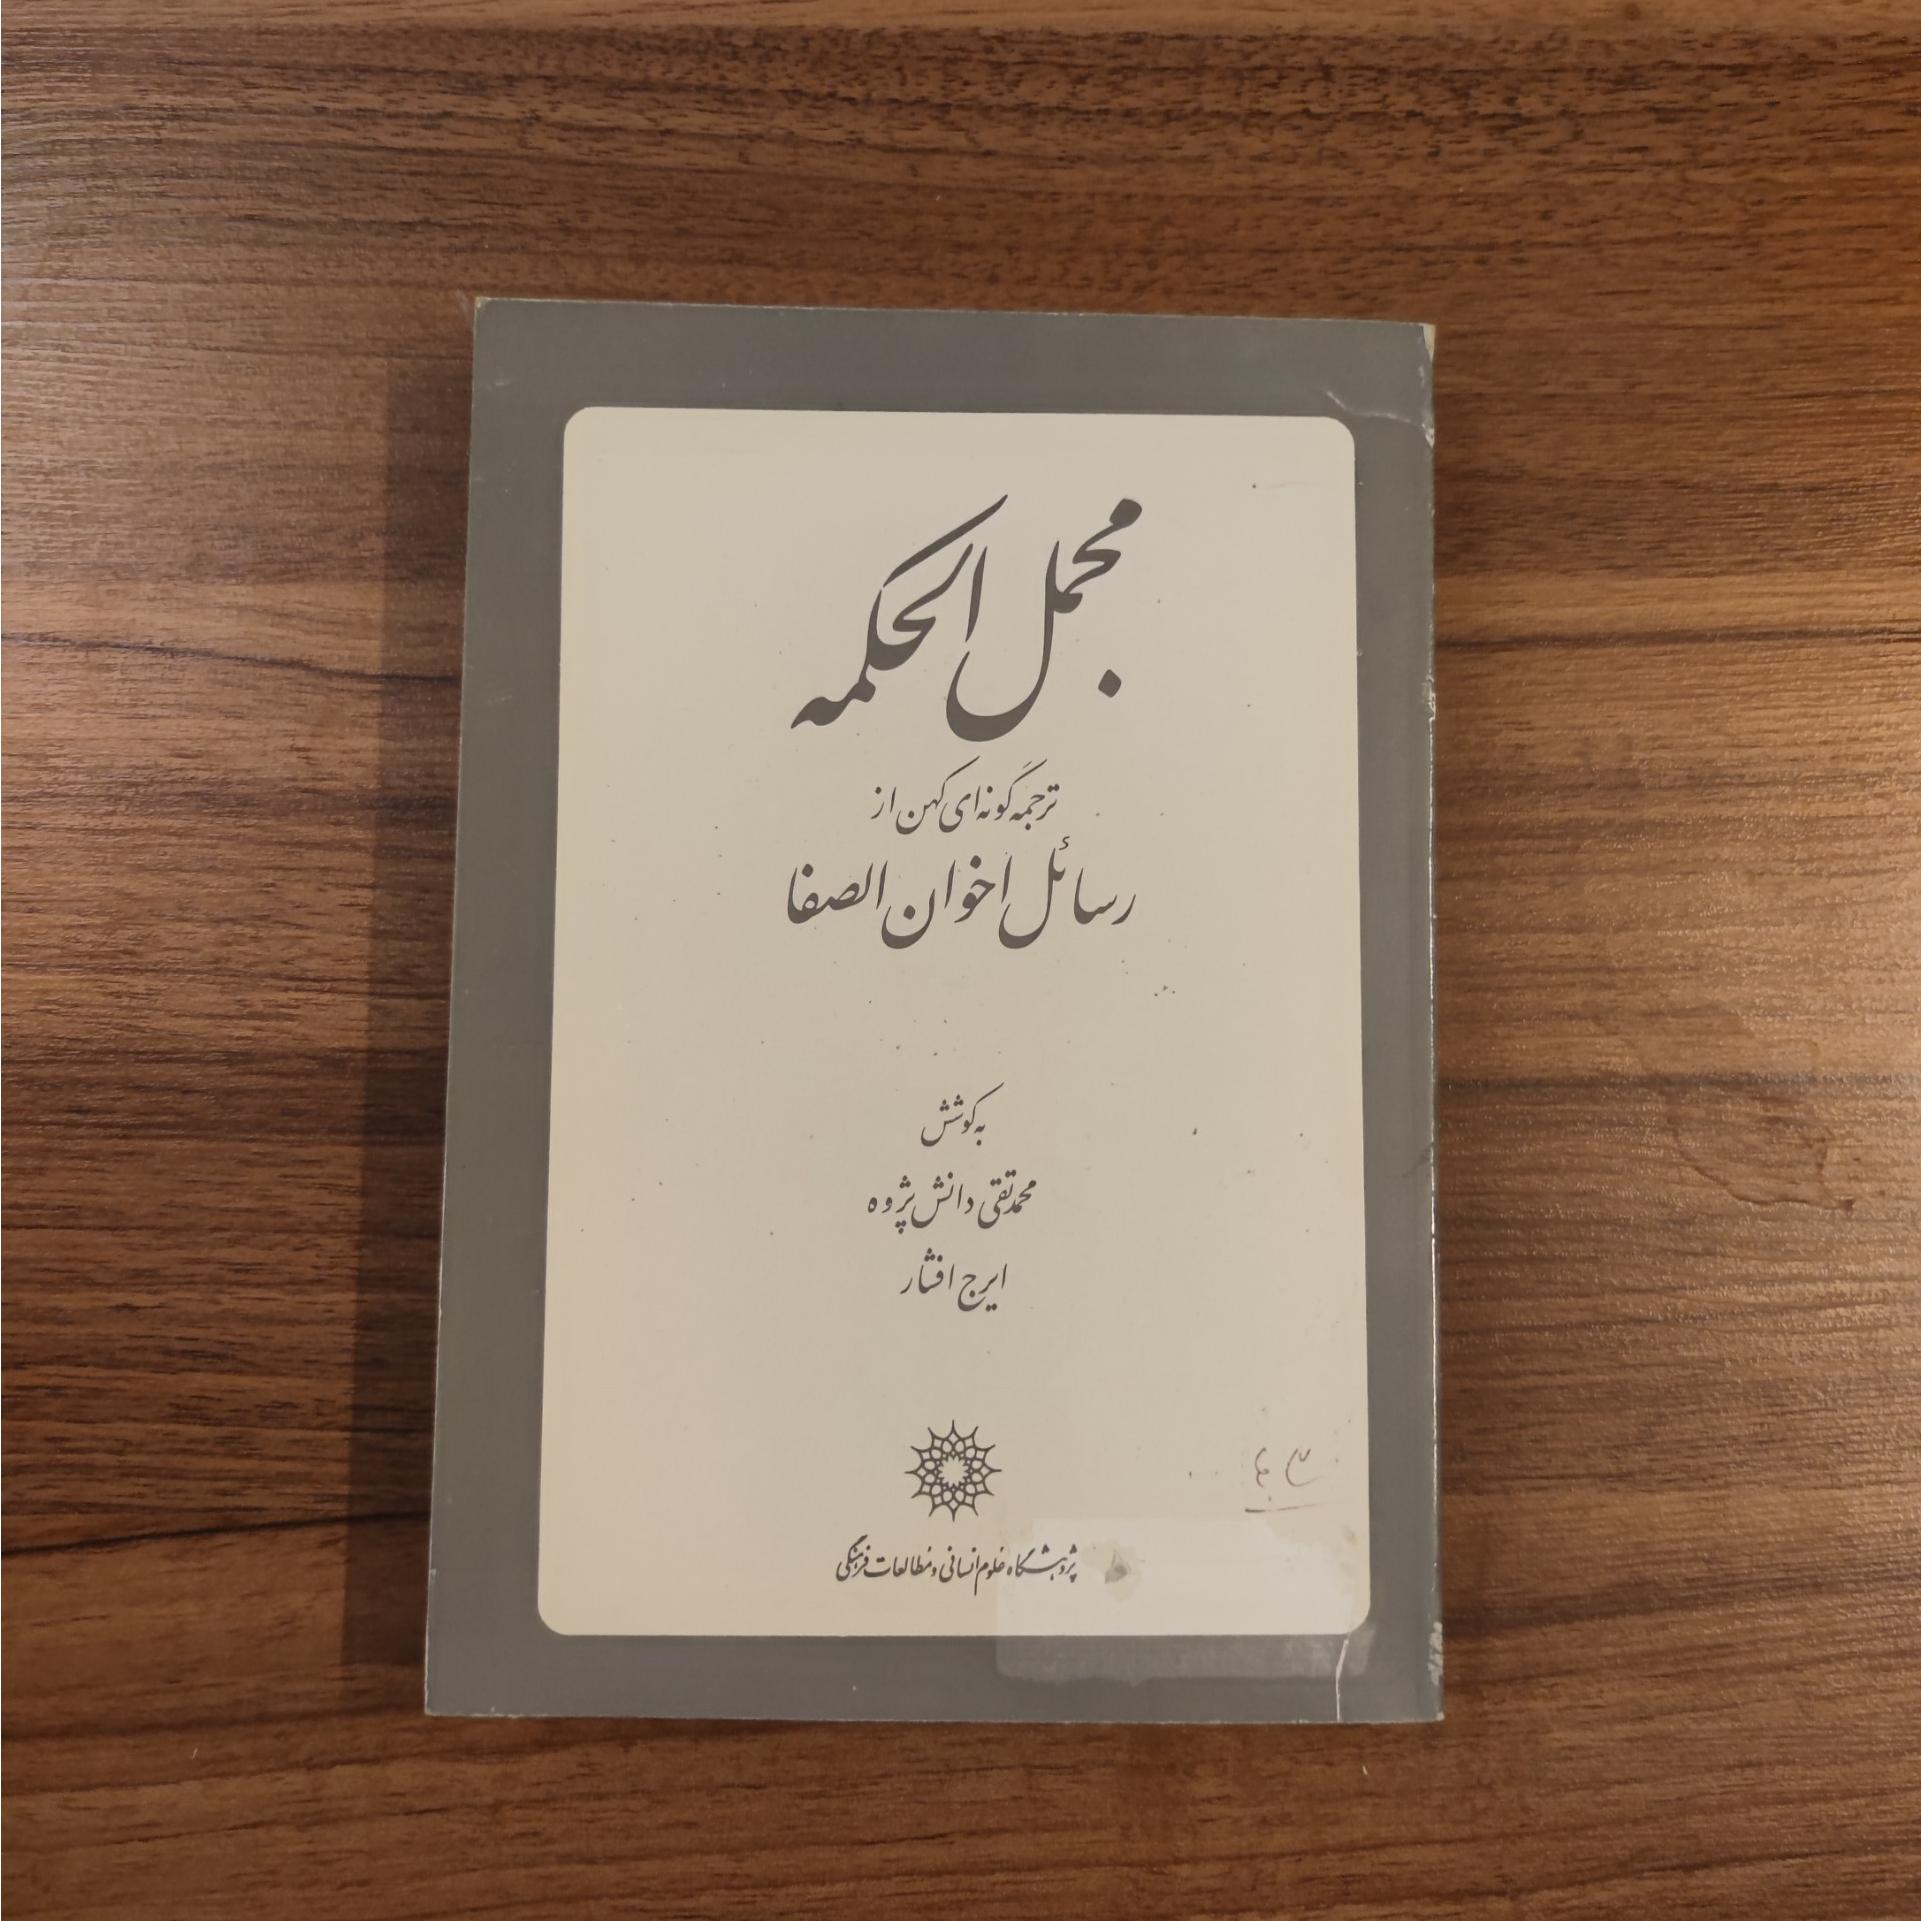 مجمل الحکمه
ترجمه گونه‌ای کهن از
رسائل اخوان الصفا
به کوشش
محمدتقی دانش پژوه
ایرج افشار
پژوهشگاه علوم انسانی و مطالعات فرهنگی